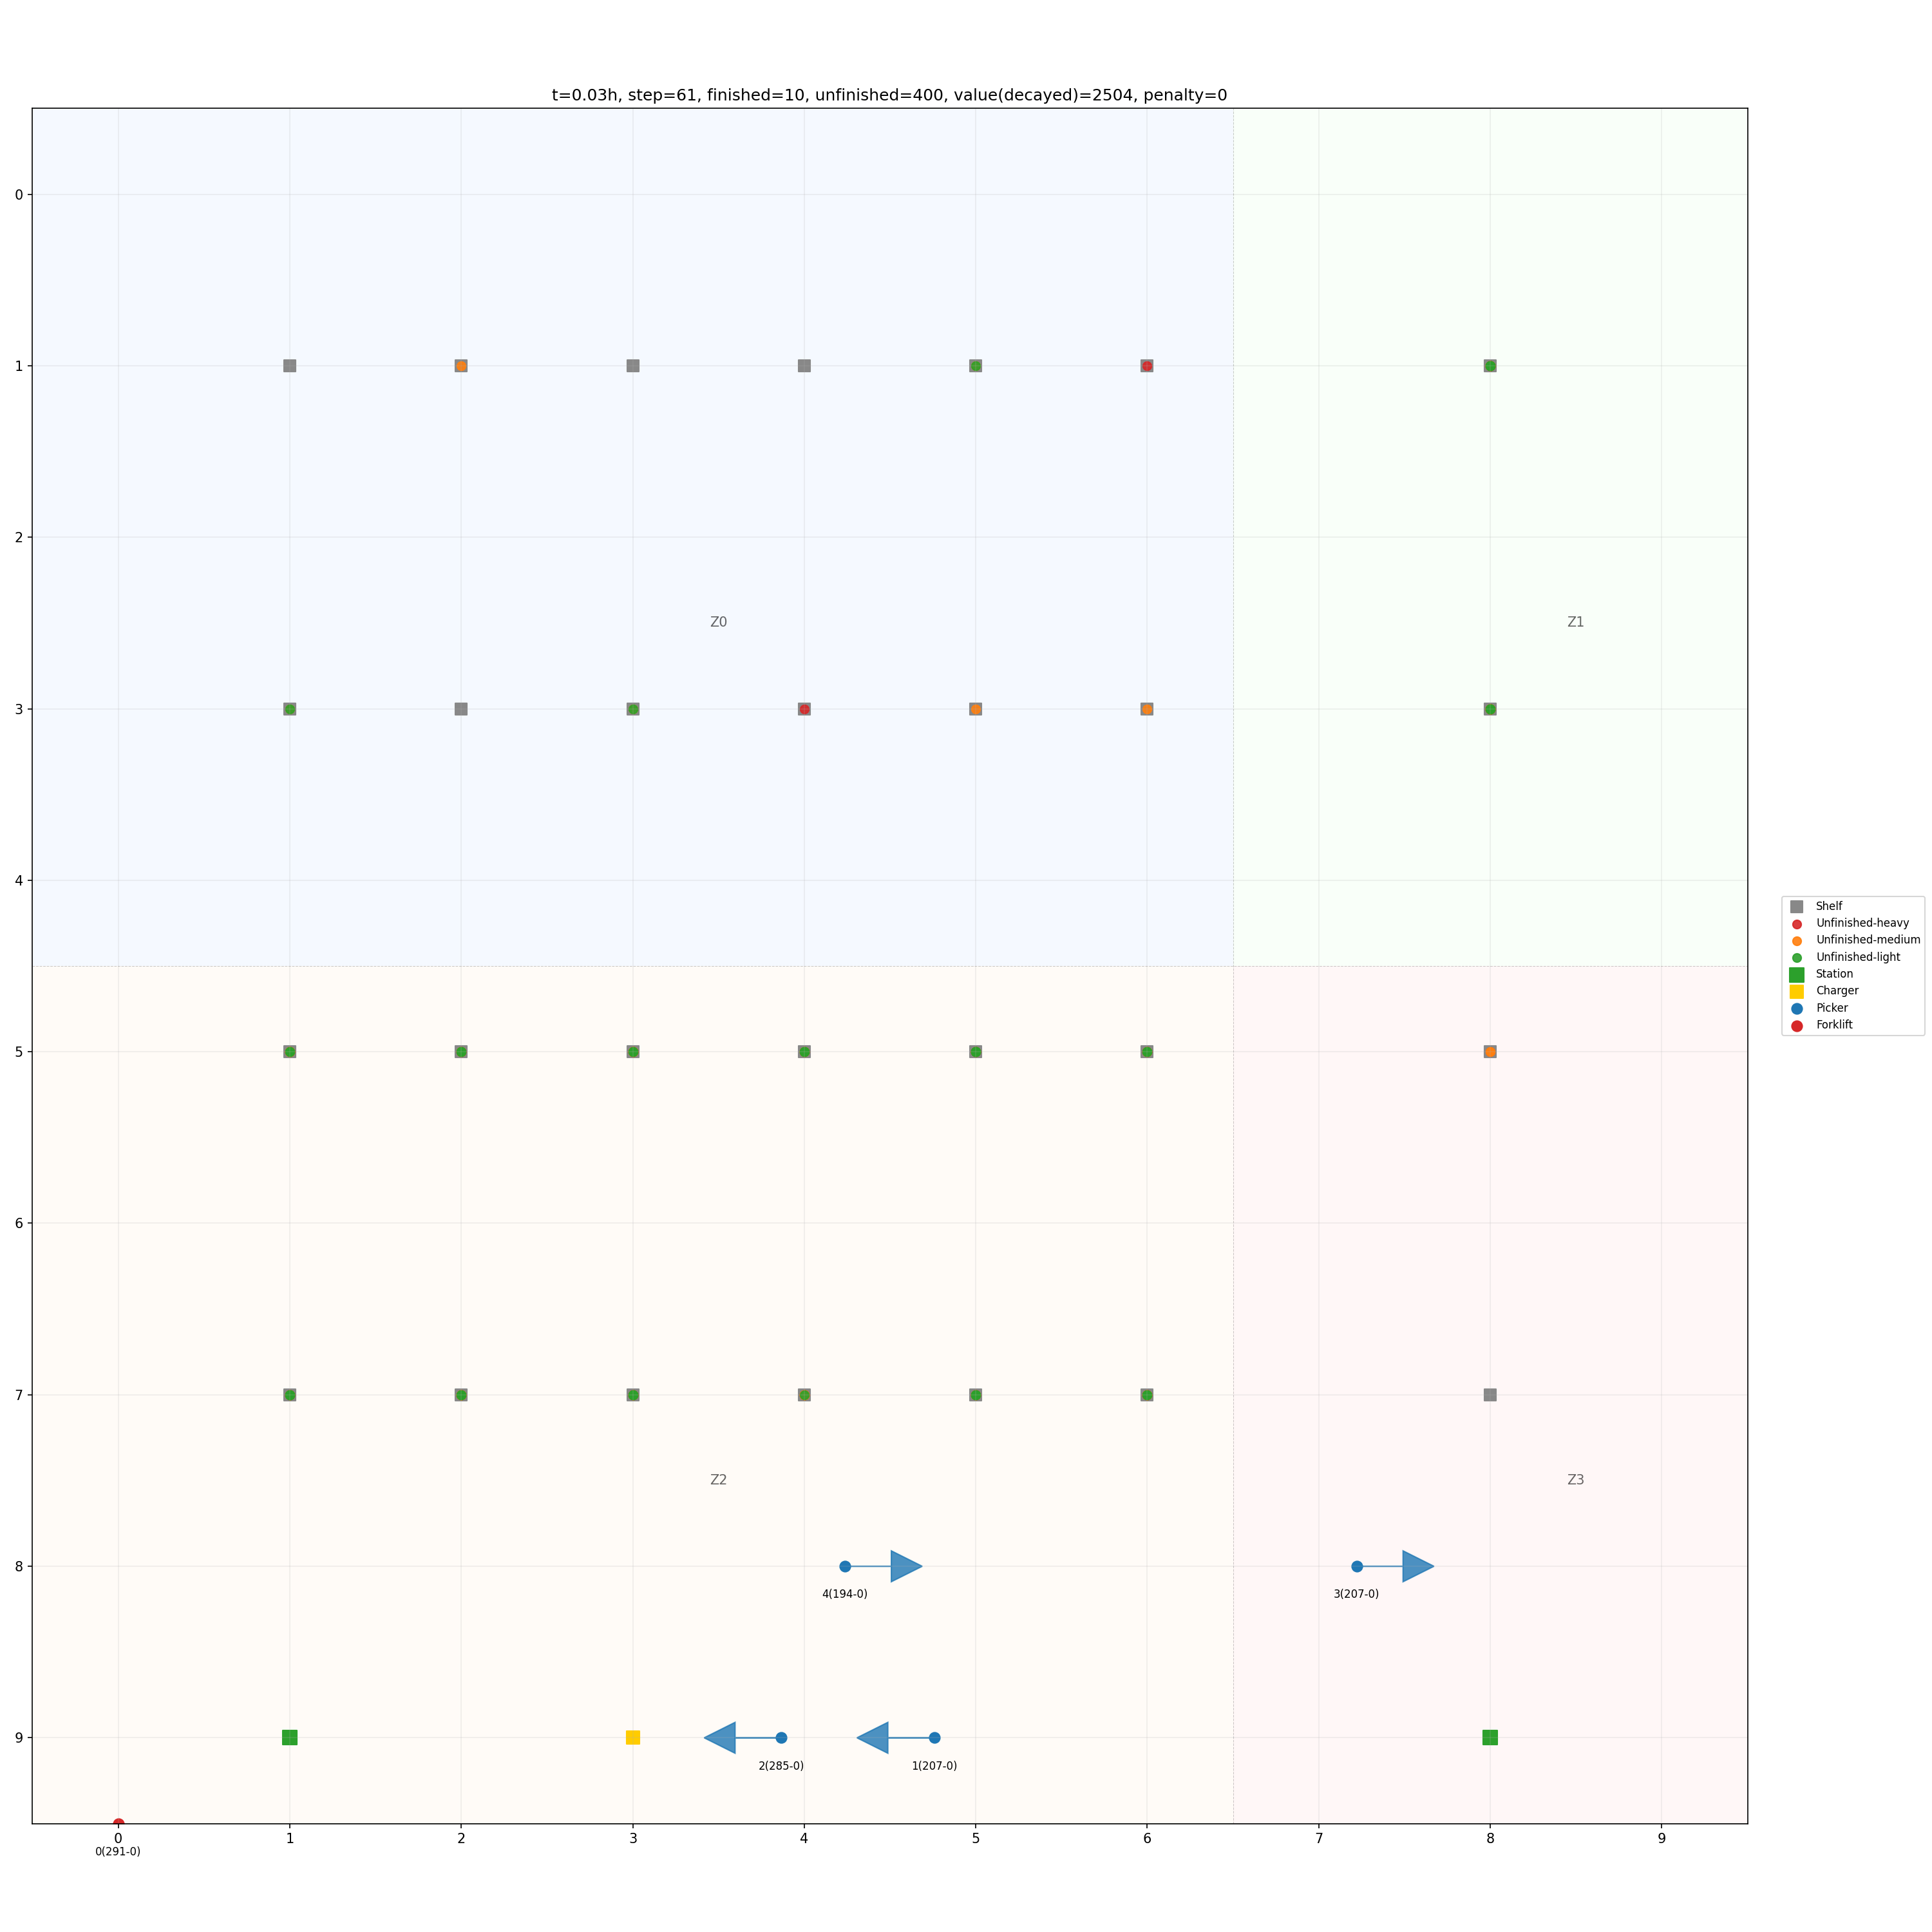 t=0.03h, step=61, finished=10, unfinished=400, value(decayed)=2504, penalty=0
0
1
2
Z0
Z1
3
4
Shelf
Unfinished-heavy
Unfinished-medium
Unfinished-light
Station
Charger
Picker
Forklift
5
6
7
Z2
Z3
8
4(194-0)
3(207-0)
9
2(285-0)
1(207-0)
0 1 2 3 4 5 6 7 8 9
0(291-0)